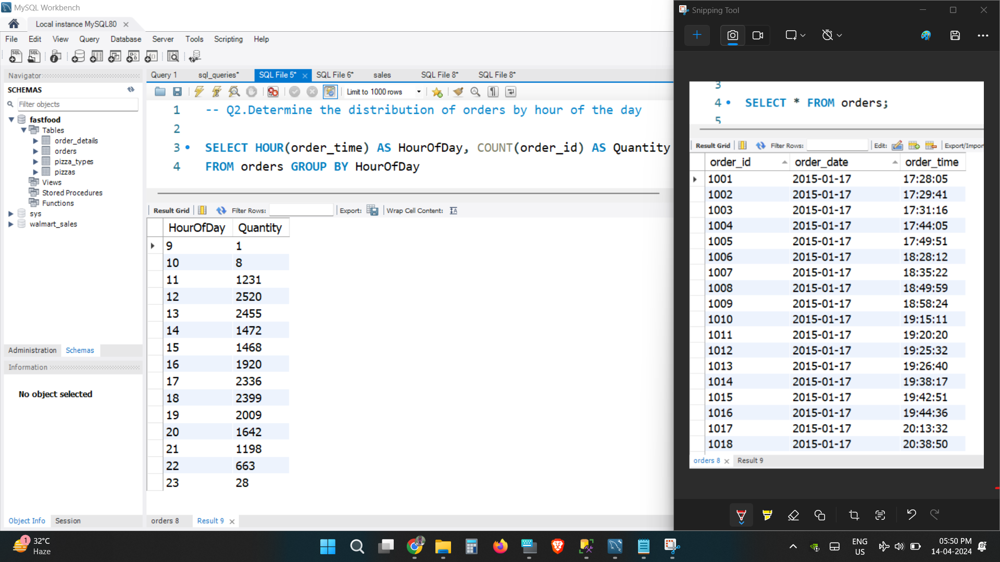 MySQL Workbench
Local instance MySQL80
File Edit View Query Database Server Tools Scripting Help
Navigator
SCHEMAS
Filter objects
fastfood
Tables
order_details
orders
pizza_types
pizzas
Views
Stored Procedures
Functions
sys
walmart_sales
Administration Schemas
Information
No object selected
Object Info Session
Query 1 sql_queries* SQL File 5* SQL File 6* sales SQL File 8* SQL File 8*
Limit to 1000 rows
1 -- Q2.Determine the distribution of orders by hour of the day
2
3 SELECT HOUR(order_time) AS HourOfDay, COUNT(order_id) AS Quantity
4 FROM orders GROUP BY HourOfDay
Result Grid Filter Rows: Export: Wrap Cell Content:
HourOfDay Quantity
9 1
10 8
11 1231
12 2520
13 2455
14 1472
15 1468
16 1920
17 2336
18 2399
19 2009
20 1642
21 1198
22 663
23 28
orders 8 Result 9
Snipping Tool
3
4 SELECT * FROM orders;
5
Result Grid Filter Rows: Edit: Export/Impor
order_id order_date order_time
1001 2015-01-17 17:28:05
1002 2015-01-17 17:29:41
1003 2015-01-17 17:31:16
1004 2015-01-17 17:44:05
1005 2015-01-17 17:49:51
1006 2015-01-17 18:28:12
1007 2015-01-17 18:35:22
1008 2015-01-17 18:49:59
1009 2015-01-17 18:58:24
1010 2015-01-17 19:15:11
1011 2015-01-17 19:20:20
1012 2015-01-17 19:25:32
1013 2015-01-17 19:26:40
1014 2015-01-17 19:38:17
1015 2015-01-17 19:42:51
1016 2015-01-17 19:44:36
1017 2015-01-17 20:13:32
1018 2015-01-17 20:38:50
orders 8 Result 9
1
32°C
Haze
ENG
US
05:50 PM
14-04-2024